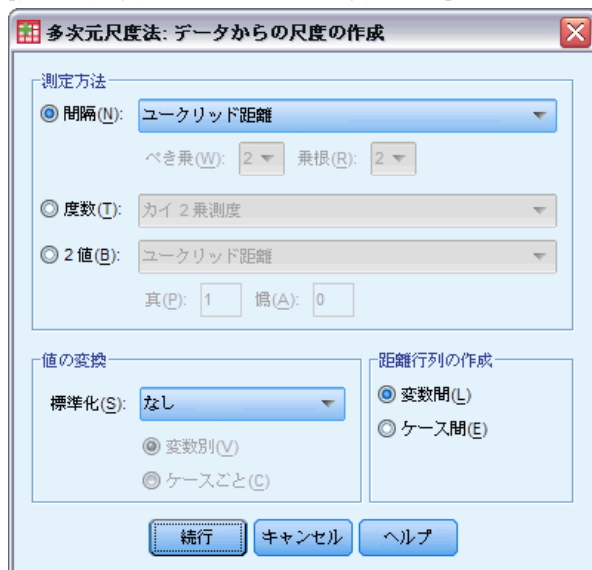 多次元尺度法: データからの尺度の作成
測定方法
間隔(N): ユークリッド距離
べき乗(W): 2 乗根(R): 2
度数(T): カイ 2 乗測度
2 値(B): ユークリッド距離
真(P): 1 偽(A): 0
値の変換
標準化(S): なし
変数別(V)
ケースごと(C)
距離行列の作成
変数間(L)
ケース間(E)
続行 キャンセル ヘルプ